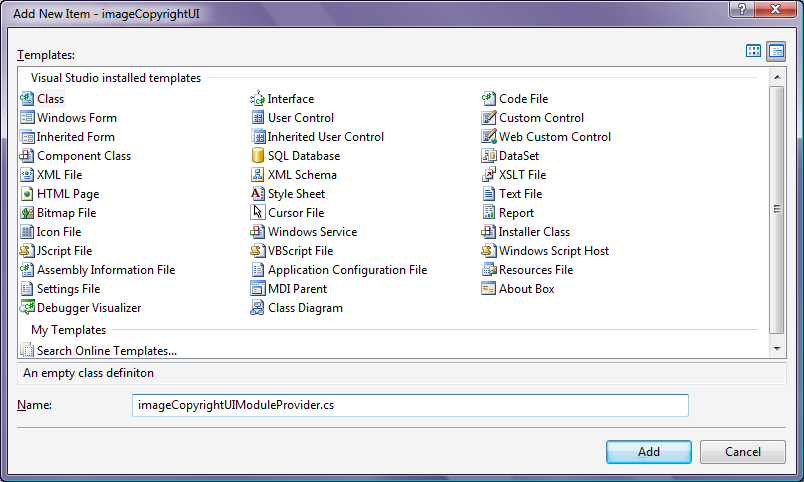 Add New Item - imageCopyrightUI
Templates:
Visual Studio installed templates
Class Interface Code File
Windows Form User Control Custom Control
Inherited Form Inherited User Control Web Custom Control
Component Class SQL Database DataSet
XML File XML Schema XSLT File
HTML Page Style Sheet Text File
Bitmap File Cursor File Report
Icon File Windows Service Installer Class
JScript File VBScript File Windows Script Host
Assembly Information File Application Configuration File Resources File
Settings File MDI Parent About Box
Debugger Visualizer Class Diagram
My Templates
Search Online Templates...
An empty class definiton
Name: imageCopyrightUIModuleProvider.cs
Add Cancel